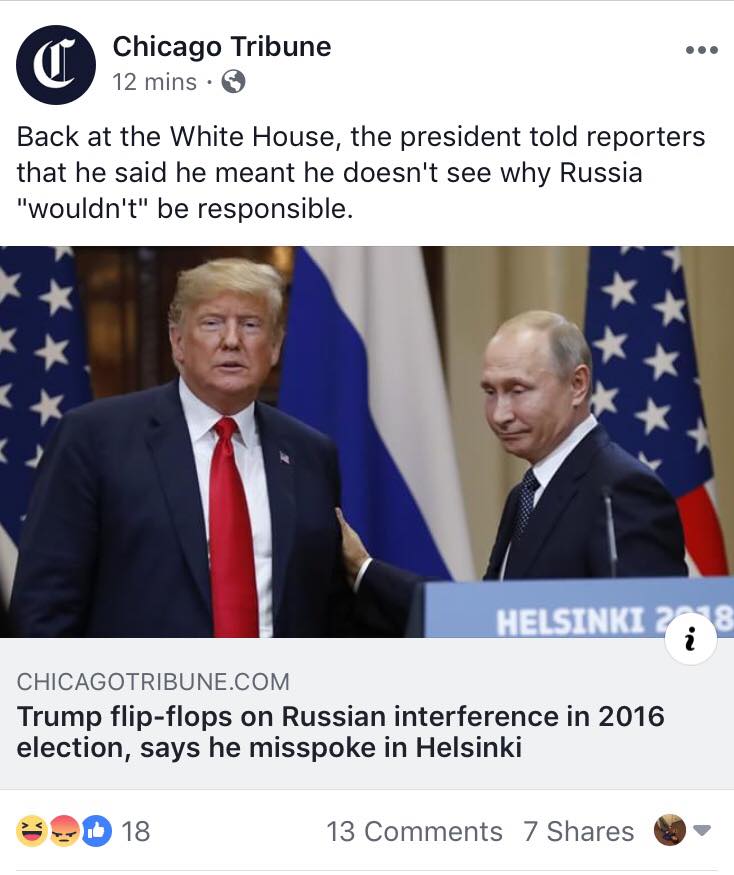 Chicago Tribune
12 mins ·
Back at the White House, the president told reporters
that he said he meant he doesn't see why Russia
"wouldn't" be responsible.
HELSINKI 2018
i
CHICAGOTRIBUNE.COM
Trump flip-flops on Russian interference in 2016
election, says he misspoke in Helsinki
18 13 Comments 7 Shares